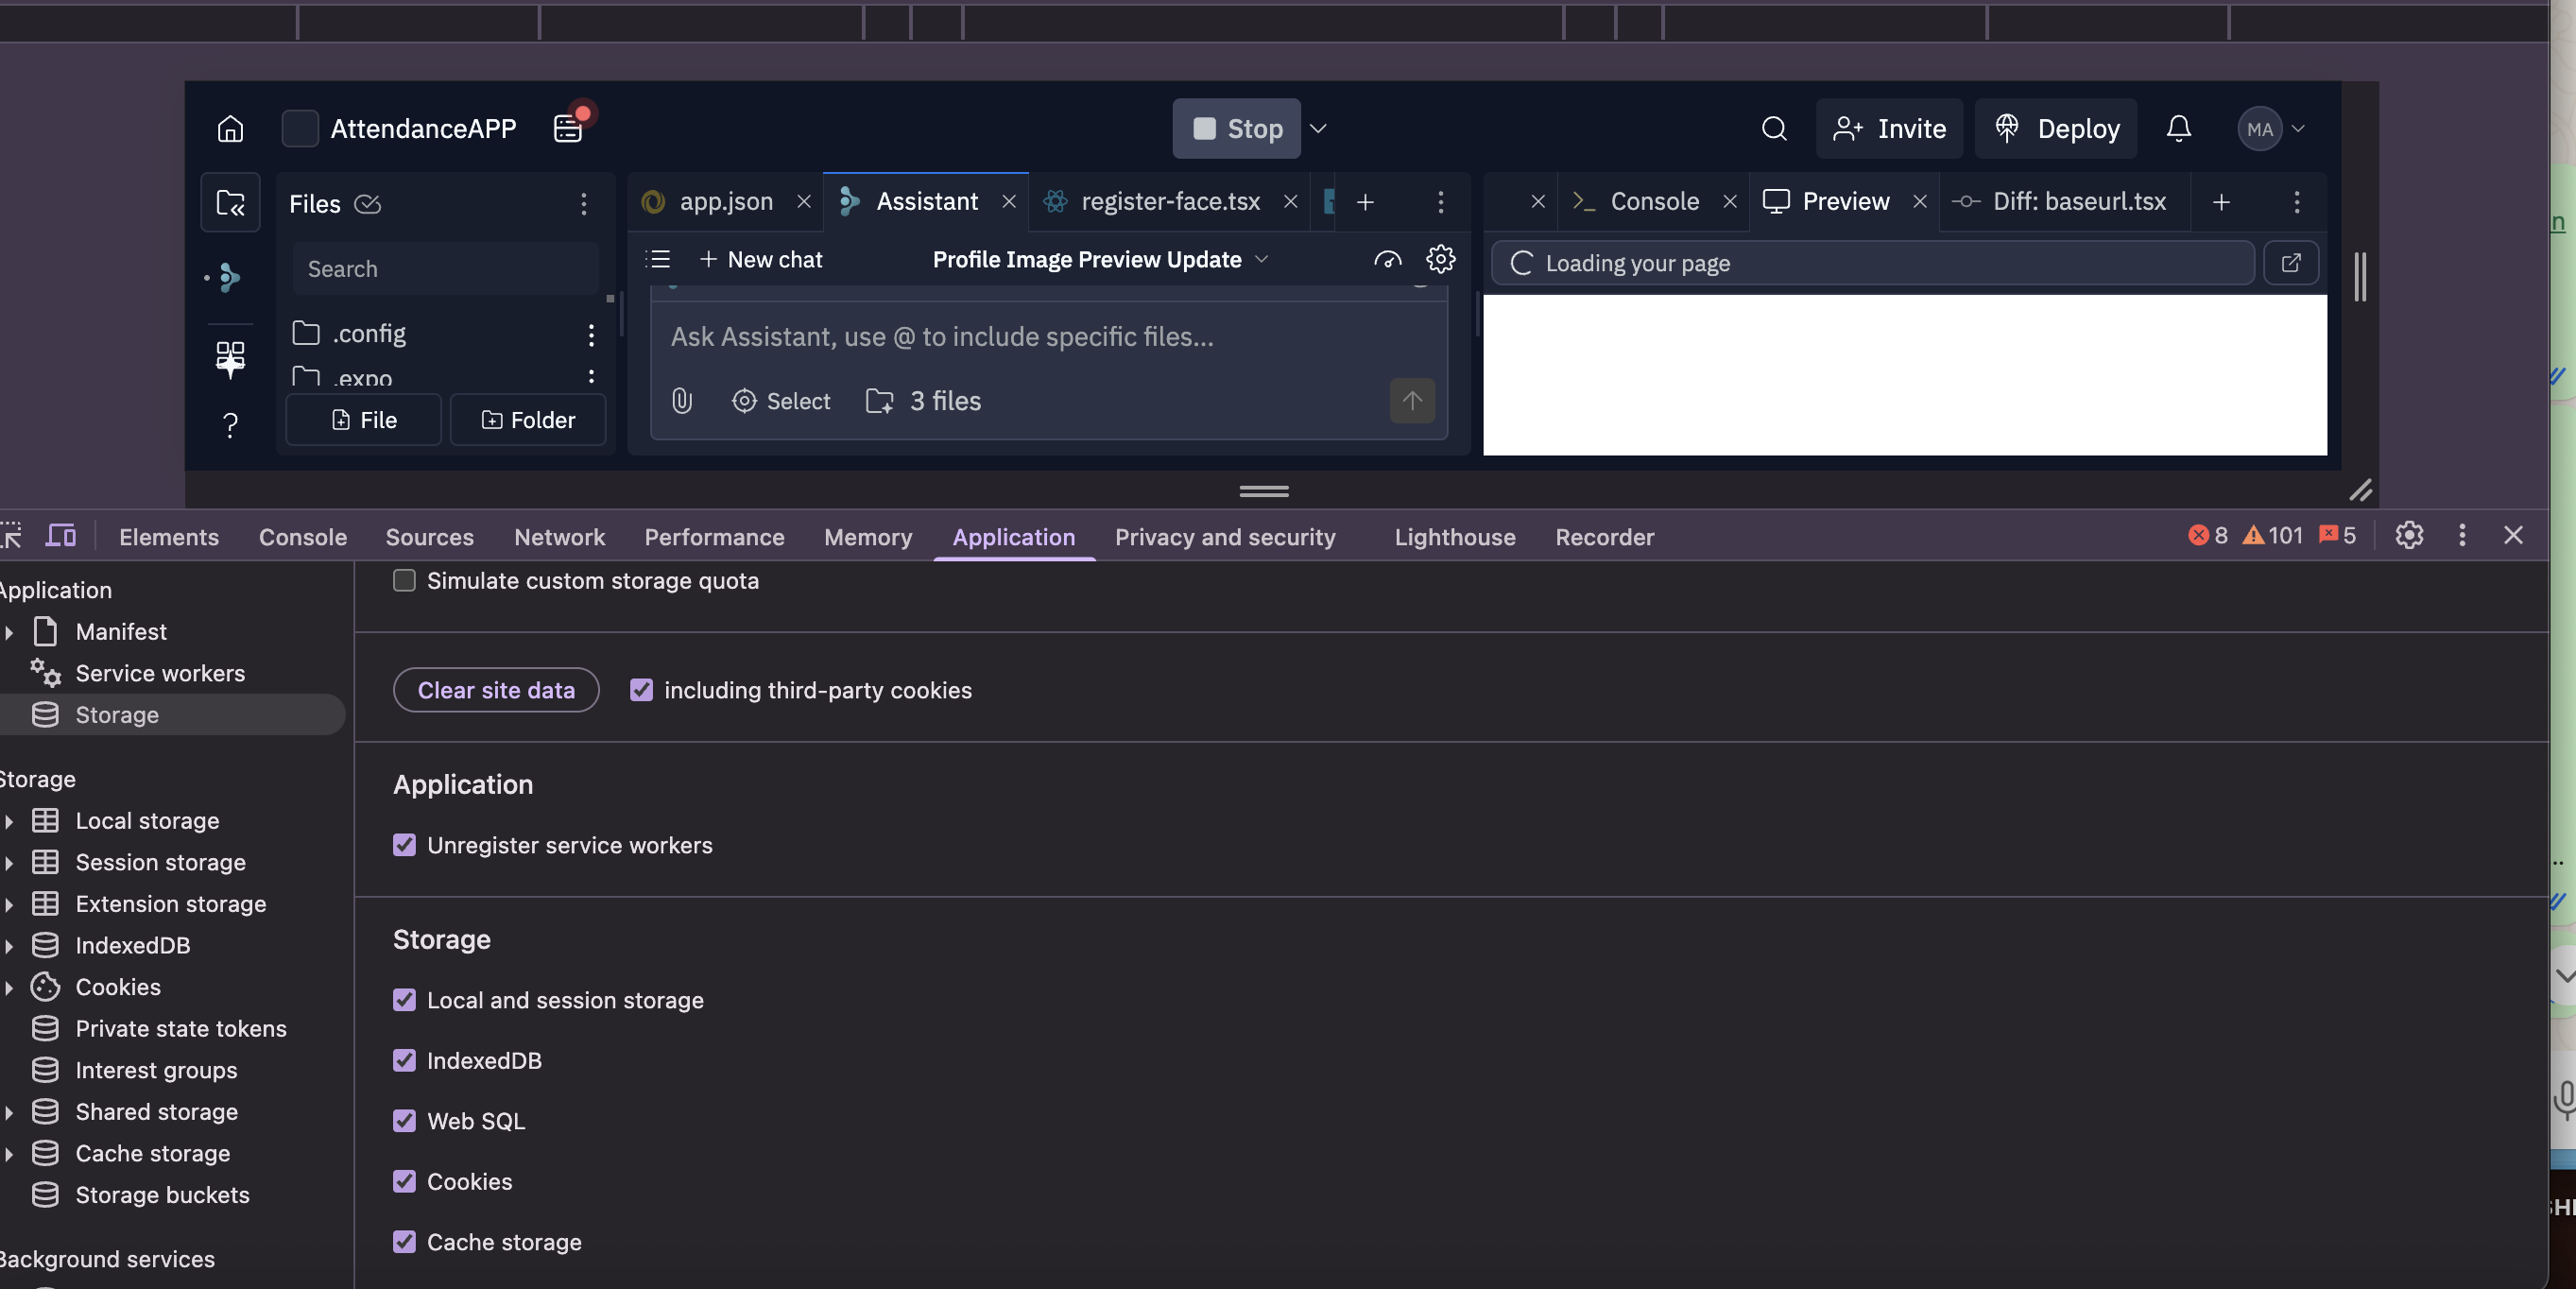 AttendanceAPP
Stop
Invite
Deploy
MA
Files
app.json
Assistant
register-face.tsx
Console
Preview
Diff: baseurl.tsx
Search
New chat
Profile Image Preview Update
Loading your page
.config
Ask Assistant, use @ to include specific files...
.expo
Select
3 files
File
Folder
Elements
Console
Sources
Network
Performance
Memory
Application
Privacy and security
Lighthouse
Recorder
8
101
5
Application
Manifest
Service workers
Storage
Storage
Local storage
Session storage
Extension storage
IndexedDB
Cookies
Private state tokens
Interest groups
Shared storage
Cache storage
Storage buckets
Background services
Simulate custom storage quota
Clear site data
including third-party cookies
Application
Unregister service workers
Storage
Local and session storage
IndexedDB
Web SQL
Cookies
Cache storage